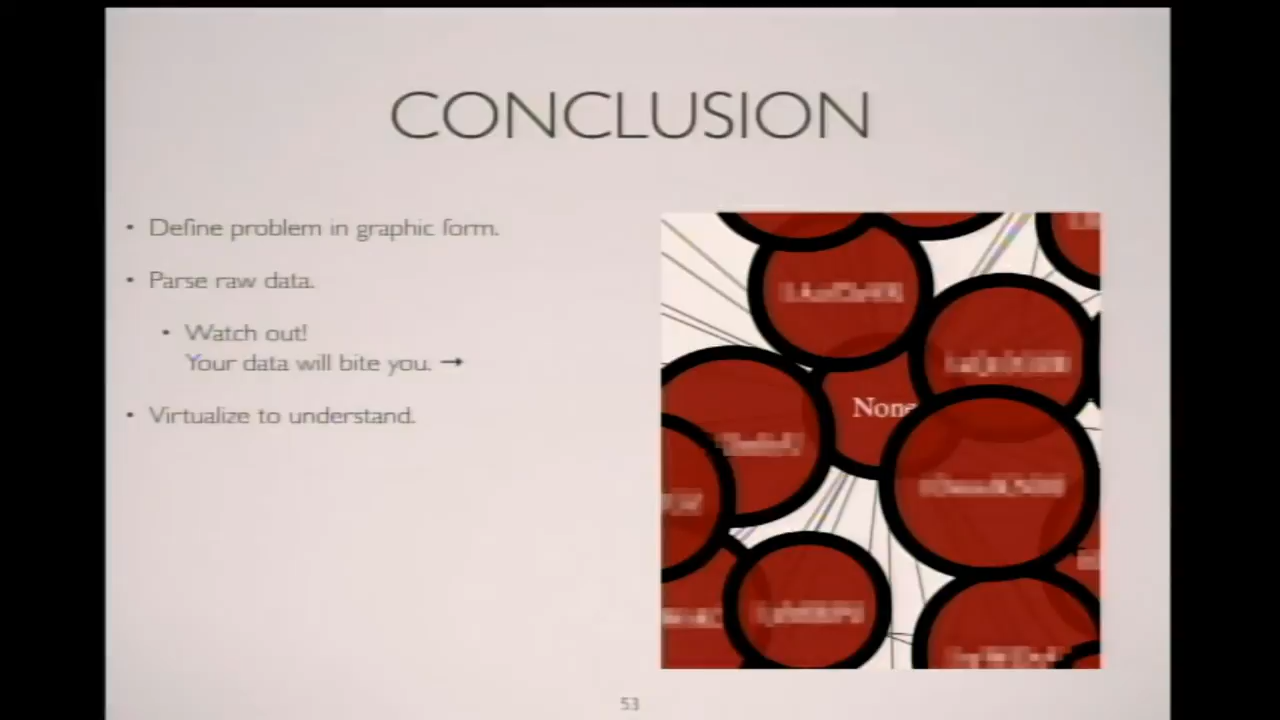 CONCLUSION
• Define problem in graphic form.
• Parse raw data.
• Watch out!
Your data will bite you. →
• Virtualize to understand.
None
53